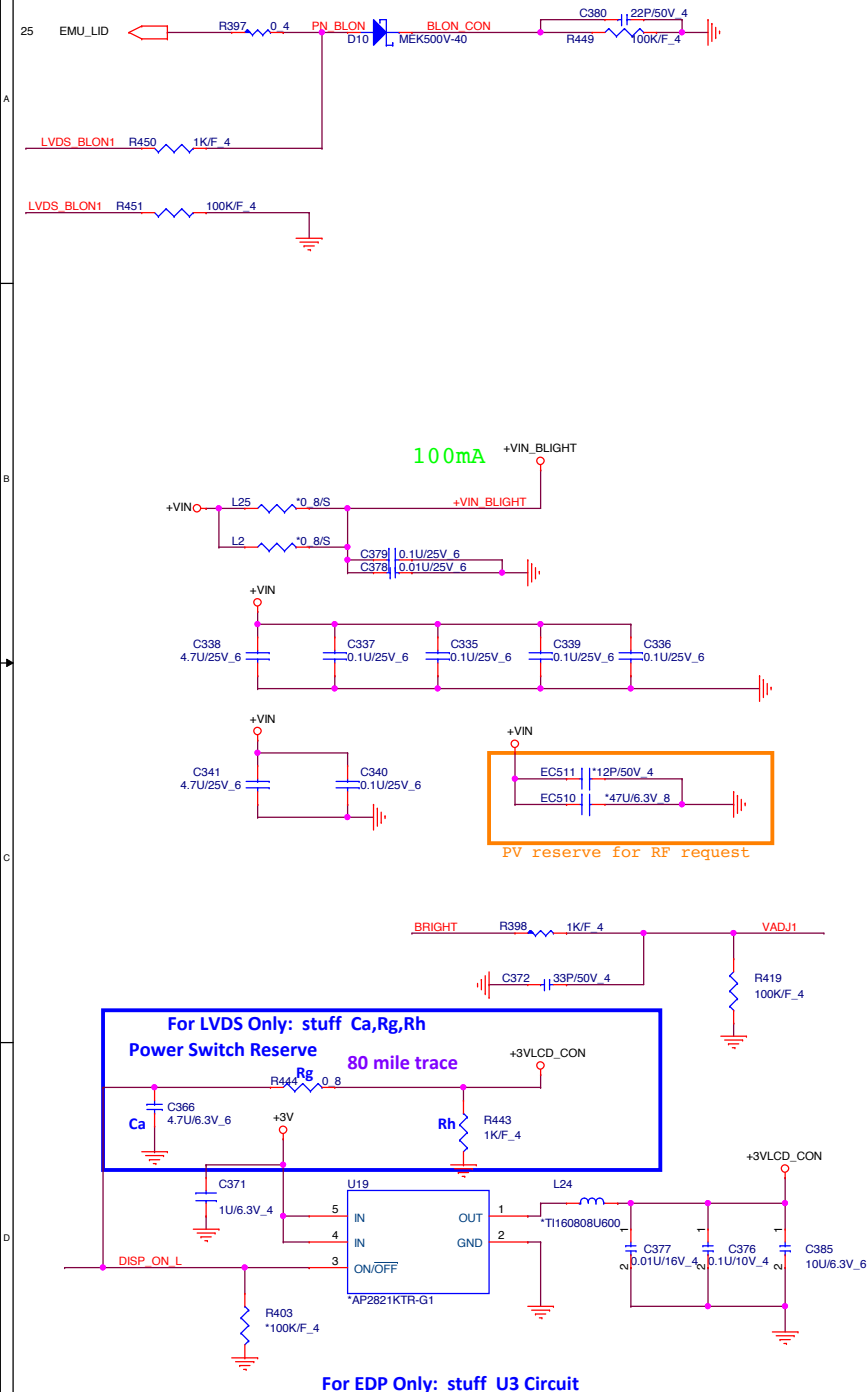 25 EMU_LID R397 0_4 PN_BLON D10 MEK500V-40 BLON_CON C380 22P/50V_4
R449 100K/F_4
A
LVDS_BLON1 R450 1K/F_4
LVDS_BLON1 R451 100K/F_4
100mA +VIN_BLIGHT
B
+VIN L25 *0_8/S +VIN_BLIGHT
L2 *0_8/S
C379 0.1U/25V_6
C378 0.01U/25V_6
+VIN
C338 4.7U/25V_6
C337 0.1U/25V_6
C335 0.1U/25V_6
C339 0.1U/25V_6
C336 0.1U/25V_6
+VIN
C341 4.7U/25V_6
C340 0.1U/25V_6
+VIN
EC511 *12P/50V_4
EC510 *47U/6.3V_8
PV reserve for RF request
C
BRIGHT R398 1K/F_4 VADJ1
C372 33P/50V_4
R419
100K/F_4
For LVDS Only: stuff Ca,Rg,Rh
Power Switch Reserve
80 mile trace
+3VLCD_CON
Rg
R444 0_8
C366
4.7U/6.3V_6
Ca
+3V
Rh
R443
1K/F_4
+3VLCD_CON
C371
1U/6.3V_4
U19
L24
5 IN OUT 1
*TI160808U600
4 IN GND 2
3 ON/OFF
*AP2821KTR-G1
D
DISP_ON_L
1 2 C377 0.01U/16V_4
1 2 C376 0.1U/10V_4
1 2 C385 10U/6.3V_6
R403
*100K/F_4
For EDP Only: stuff U3 Circuit